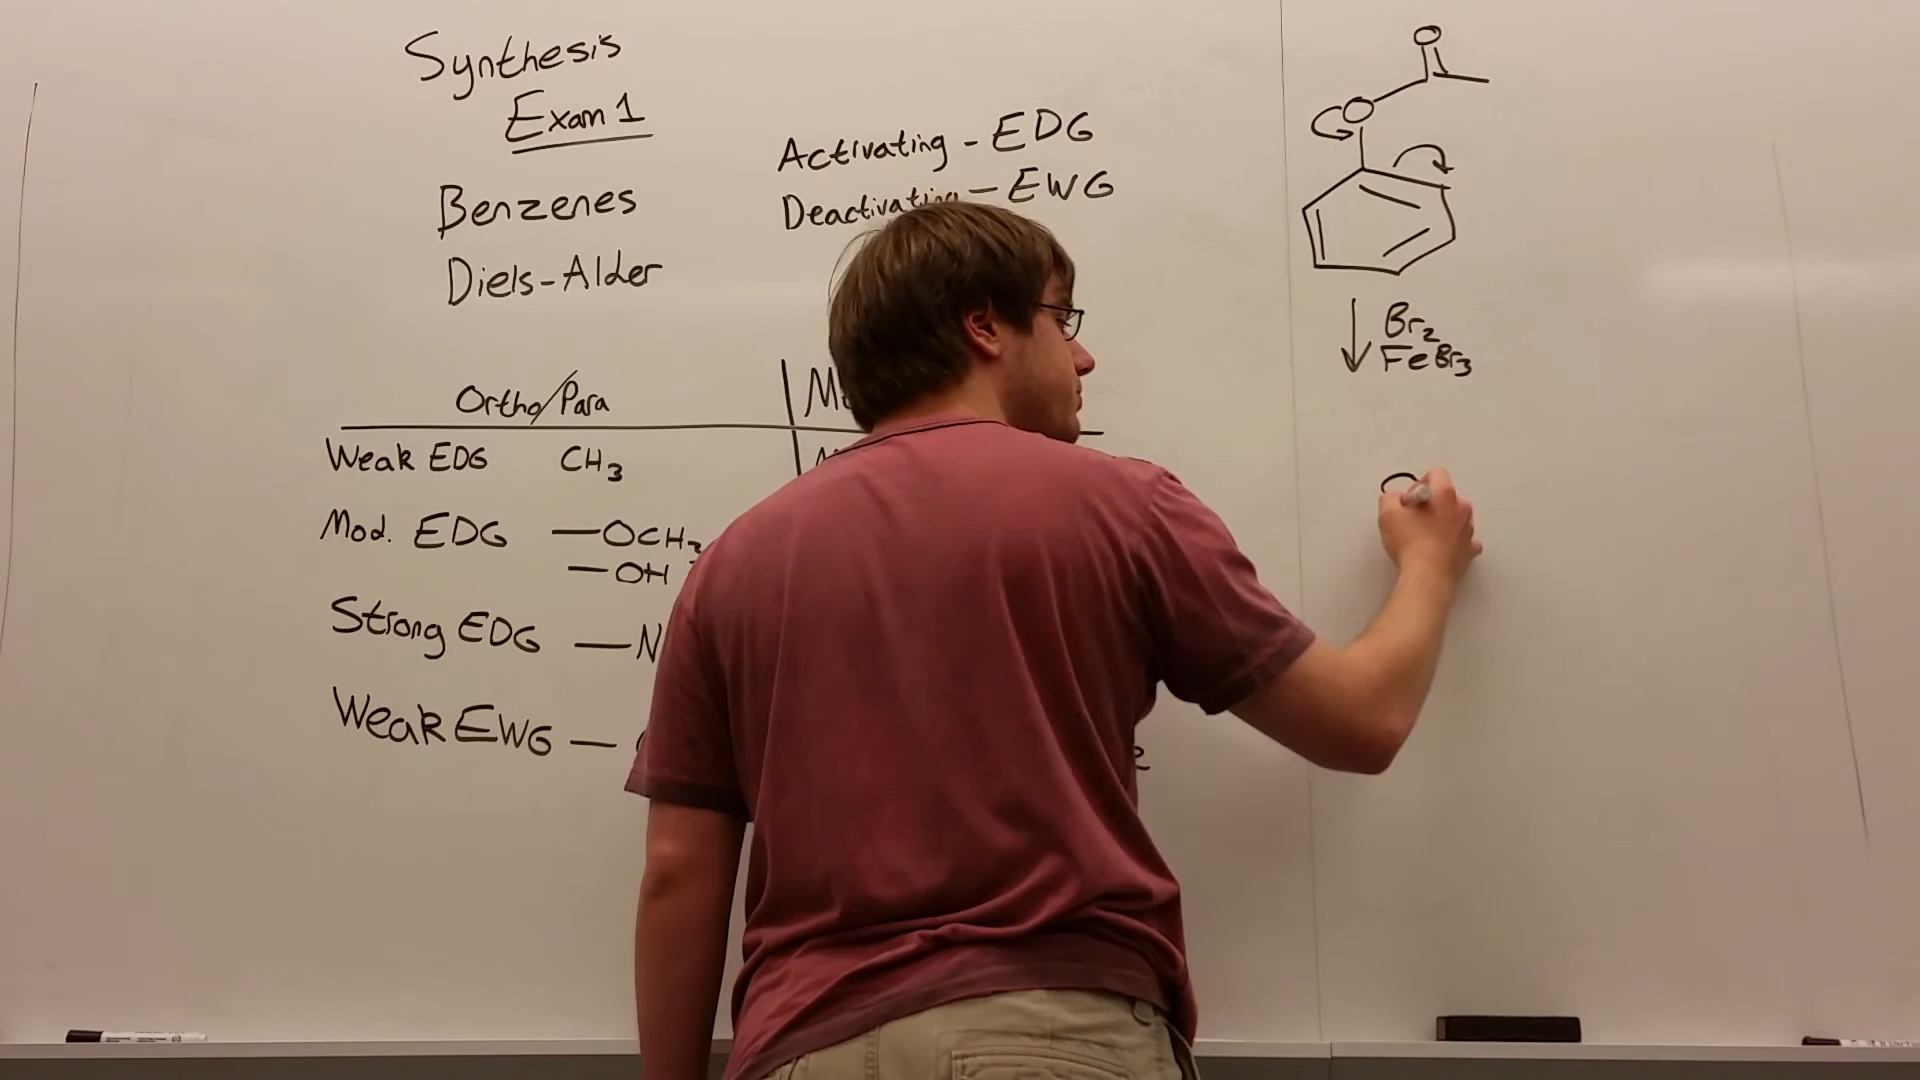 Synthesis
Exam 1
Benzenes
Diels-Alder
Activating - EDG
Deactivating - EWG
Ortho/Para
Weak EDG CH3
Mod. EDG —OCH3
—OH
Strong EDG —N
Weak EWG —
O
O
Br2
FeBr3